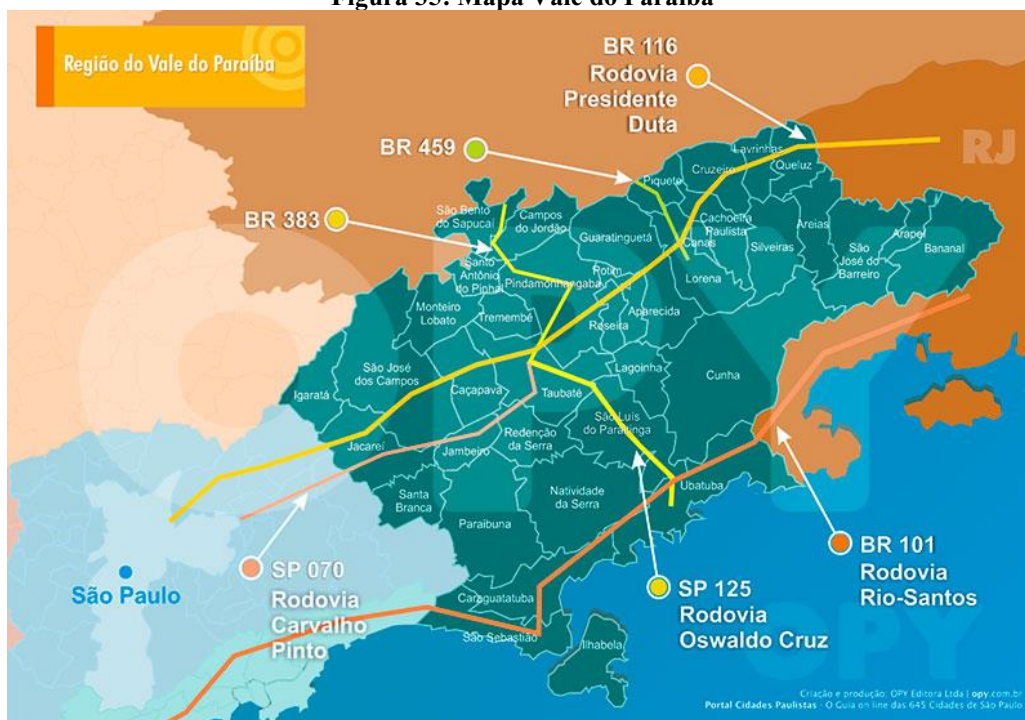 Figura 35: Mapa Vale do Paraíba
Região do Vale do Paraíba
BR 116
Rodovia
Presidente
Duta
RJ
BR 459
BR 383
Lavrinhas
Cruzeiro
Queluz
Piquete
São Bento
do Sapucaí
Campos
do Jordão
Guaratinguetá
Cachoeira
Paulista
Canas
Silveiras
Areias
São
José do
Barreiro
Arapeí
Bananal
Santo
Antônio
do Pinhal
Pindamonhangaba
Potim
Lorena
Monteiro
Lobato
Tremembé
Roseira
Aparecida
São José
dos Campos
Caçapava
Taubaté
Lagoinha
Cunha
Igaratá
São Luís
do Paraitinga
Redenção
da Serra
Jacareí
Jambeiro
Santa
Branca
Natividade
da Serra
Ubatuba
Paraibuna
São Paulo
SP 070
Rodovia
Carvalho
Pinto
BR 101
Rodovia
Rio-Santos
SP 125
Rodovia
Oswaldo Cruz
Caraguatatuba
São Sebastião
Ilhabela
OPY
OPY
Criação e produção: OPY Editora Ltda | opy.com.br
Portal Cidades Paulistas - O Guia on line das 645 Cidades de São Paulo